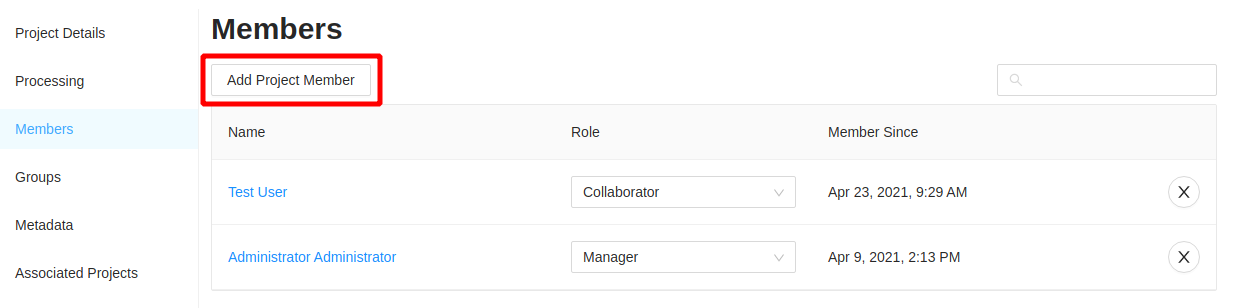 Project Details
Processing
Members
Groups
Metadata
Associated Projects
Members
Add Project Member
Name Role Member Since
Test User Collaborator Apr 23, 2021, 9:29 AM X
Administrator Administrator Manager Apr 9, 2021, 2:13 PM X